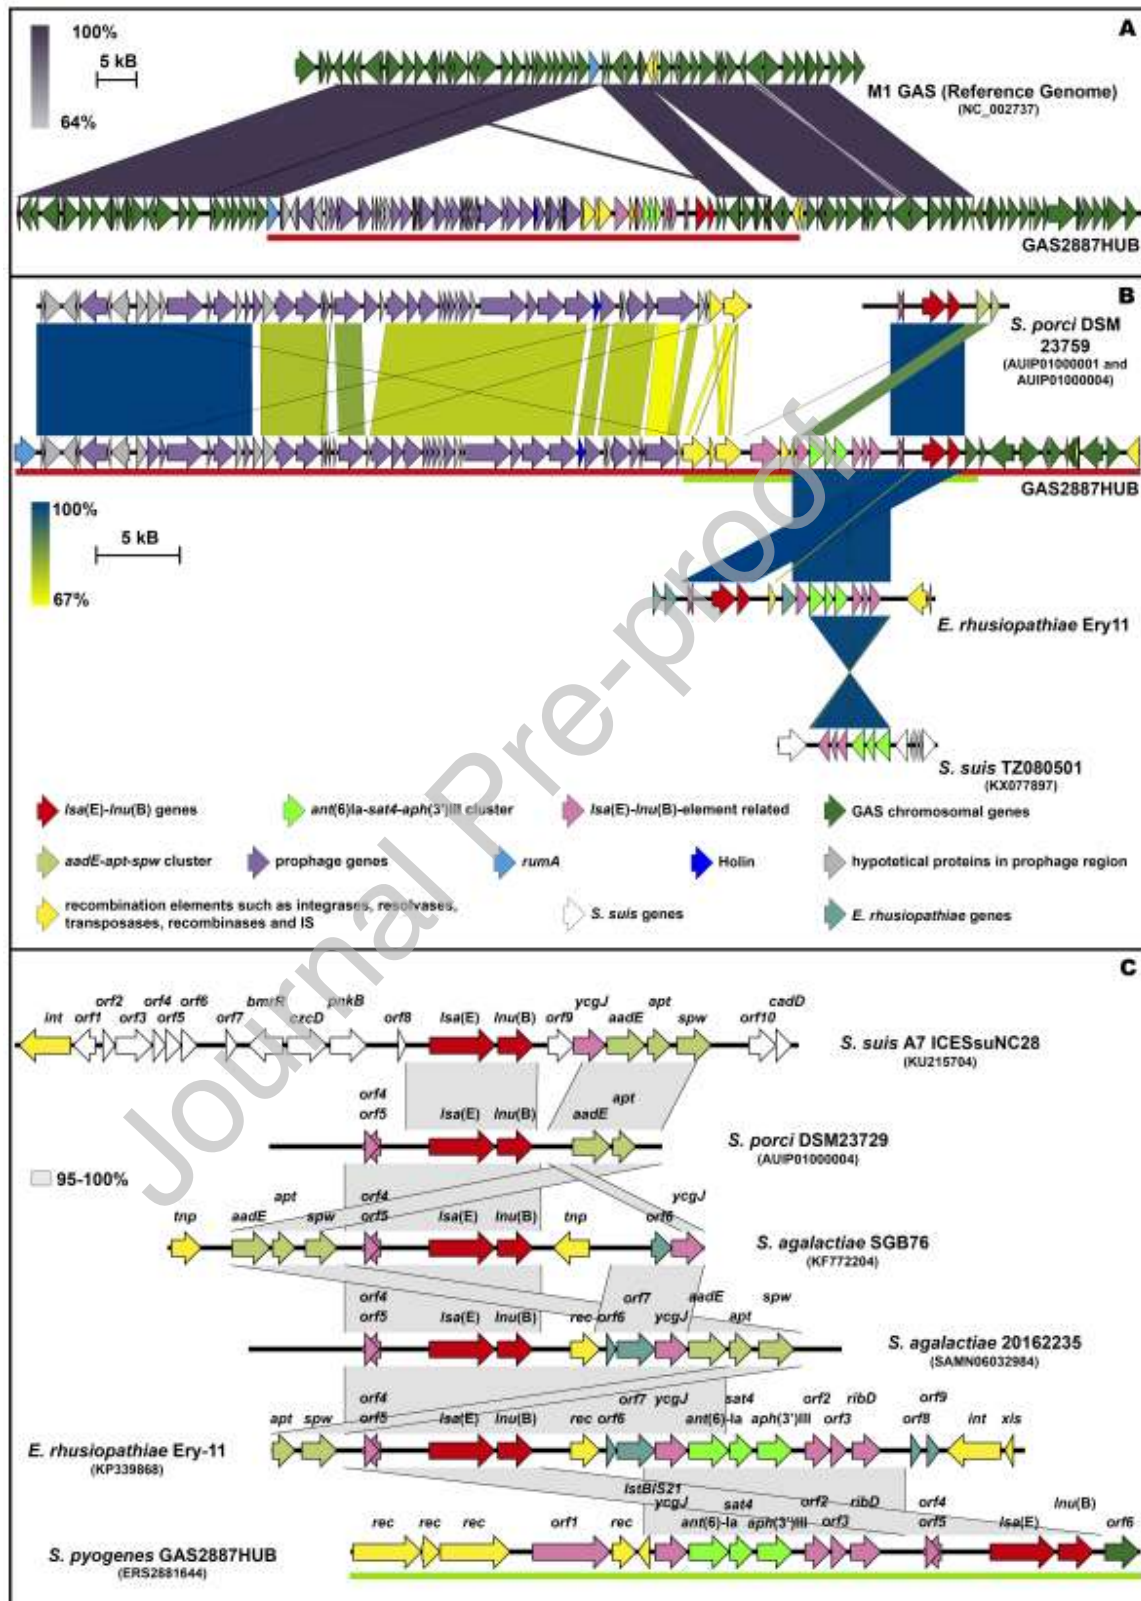 A
100%
5 kB
64%
M1 GAS (Reference Genome)
(NC_002737)
GAS2887HUB
B
S. porci DSM
23759
(AUIP01000001 and
AUIP01000004)
GAS2887HUB
100%
5 kB
67%
E. rhusiopathiae Ery11
S. suis TZ080501
(KX077897)
lsa(E)-lnu(B) genes
ant(6)Ia-sat4-aph(3')III cluster
lsa(E)-lnu(B)-element related
GAS chromosomal genes
aadE-apt-spw cluster
prophage genes
rumA
Holin
hypotetical proteins in prophage region
recombination elements such as integrases, resolvases,
transposases, recombinases and IS
S. suis genes
E. rhusiopathiae genes
C
orf2 orf4 orf6 bmrR pnkB ycgJ apt cadD
int orf1 orf3 orf5 orf7 czcD orf8 lsa(E) lnu(B) orf9 aadE spw orf10
S. suis A7 ICESsuNC28
(KU215704)
orf4 apt
orf5 lsa(E) lnu(B) aadE
S. porci DSM23729
(AUIP01000004)
95-100%
apt orf4 ycgJ
tnp aadE spw orf5 lsa(E) lnu(B) tnp orf6
S. agalactiae SGB76
(KF772204)
orf4 orf7 aadE spw
orf5 lsa(E) lnu(B) rec orf6 ycgJ apt
S. agalactiae 20162235
(SAMN06032984)
orf4 orf7 ycgJ sat4 orf2 ribD orf9
apt spw orf5 lsa(E) lnu(B) rec orf6 ant(6)-Ia aph(3')III orf3 orf8 int xis
E. rhusiopathiae Ery-11
(KP339868)
IstBIS21
ycgJ sat4 orf2 ribD orf4 lnu(B)
rec rec rec orf1 rec ant(6)-Ia aph(3')III orf3 orf5 lsa(E) orf6
S. pyogenes GAS2887HUB
(ERS2881644)
Journal Pre-proof